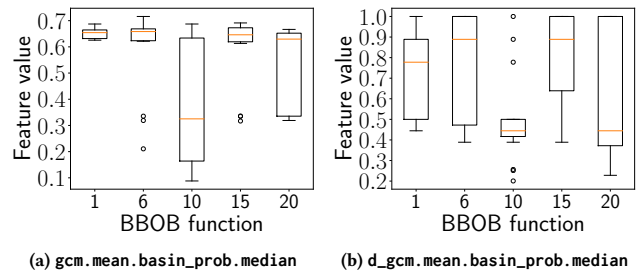 0.7
0.6
0.5
0.4
0.3
0.2
0.1
Feature value
1 6 10 15 20
BBOB function
(a) gcm.mean.basin_prob.median
1.0
0.9
0.8
0.7
0.6
0.5
0.4
0.3
0.2
Feature value
1 6 10 15 20
BBOB function
(b) d_gcm.mean.basin_prob.median